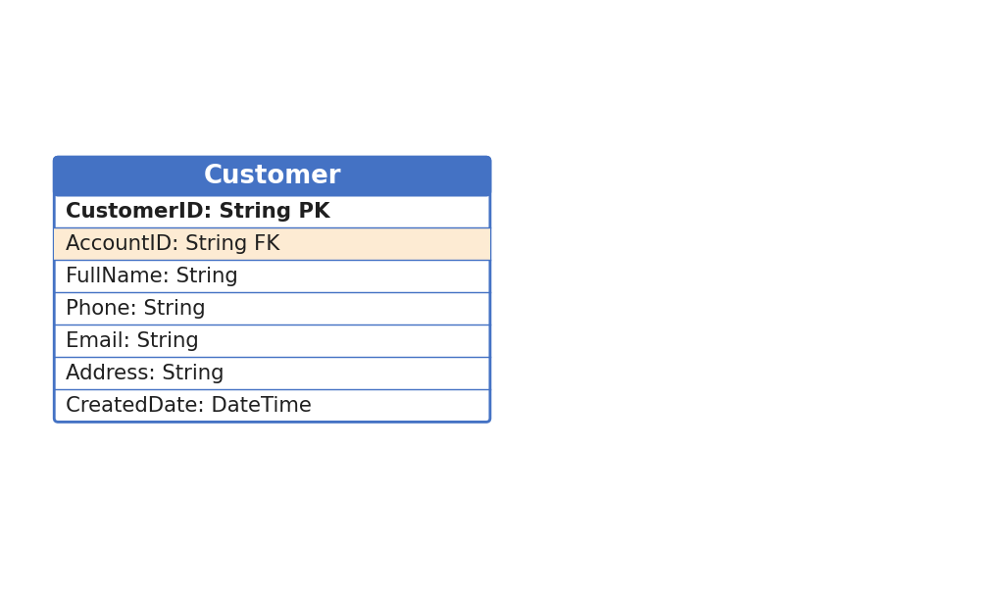 Customer
CustomerID: String PK
AccountID: String FK
FullName: String
Phone: String
Email: String
Address: String
CreatedDate: DateTime